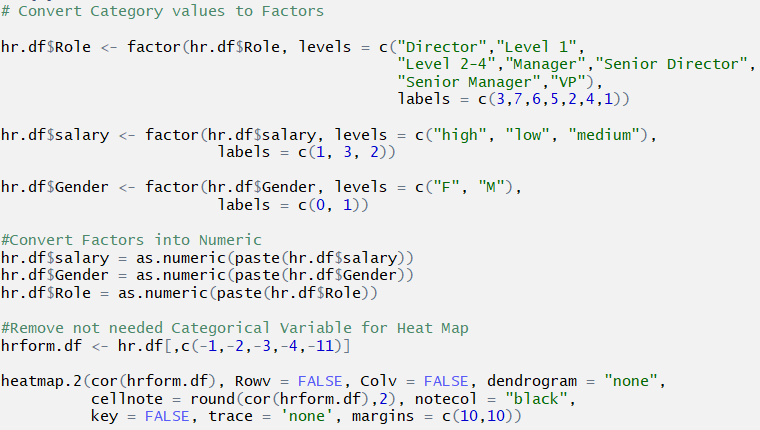 # Convert Category values to Factors
hr.df$Role <- factor(hr.df$Role, levels = c("Director","Level 1",
"Level 2-4","Manager","Senior Director",
"Senior Manager","VP"),
labels = c(3,7,6,5,2,4,1))
hr.df$salary <- factor(hr.df$salary, levels = c("high", "low", "medium"),
labels = c(1, 3, 2))
hr.df$Gender <- factor(hr.df$Gender, levels = c("F", "M"),
labels = c(0, 1))
#Convert Factors into Numeric
hr.df$salary = as.numeric(paste(hr.df$salary))
hr.df$Gender = as.numeric(paste(hr.df$Gender))
hr.df$Role = as.numeric(paste(hr.df$Role))
#Remove not needed Categorical Variable for Heat Map
hrform.df <- hr.df[,c(-1,-2,-3,-4,-11)]
heatmap.2(cor(hrform.df), Rowv = FALSE, Colv = FALSE, dendrogram = "none",
cellnote = round(cor(hrform.df),2), notecol = "black",
key = FALSE, trace = 'none', margins = c(10,10))